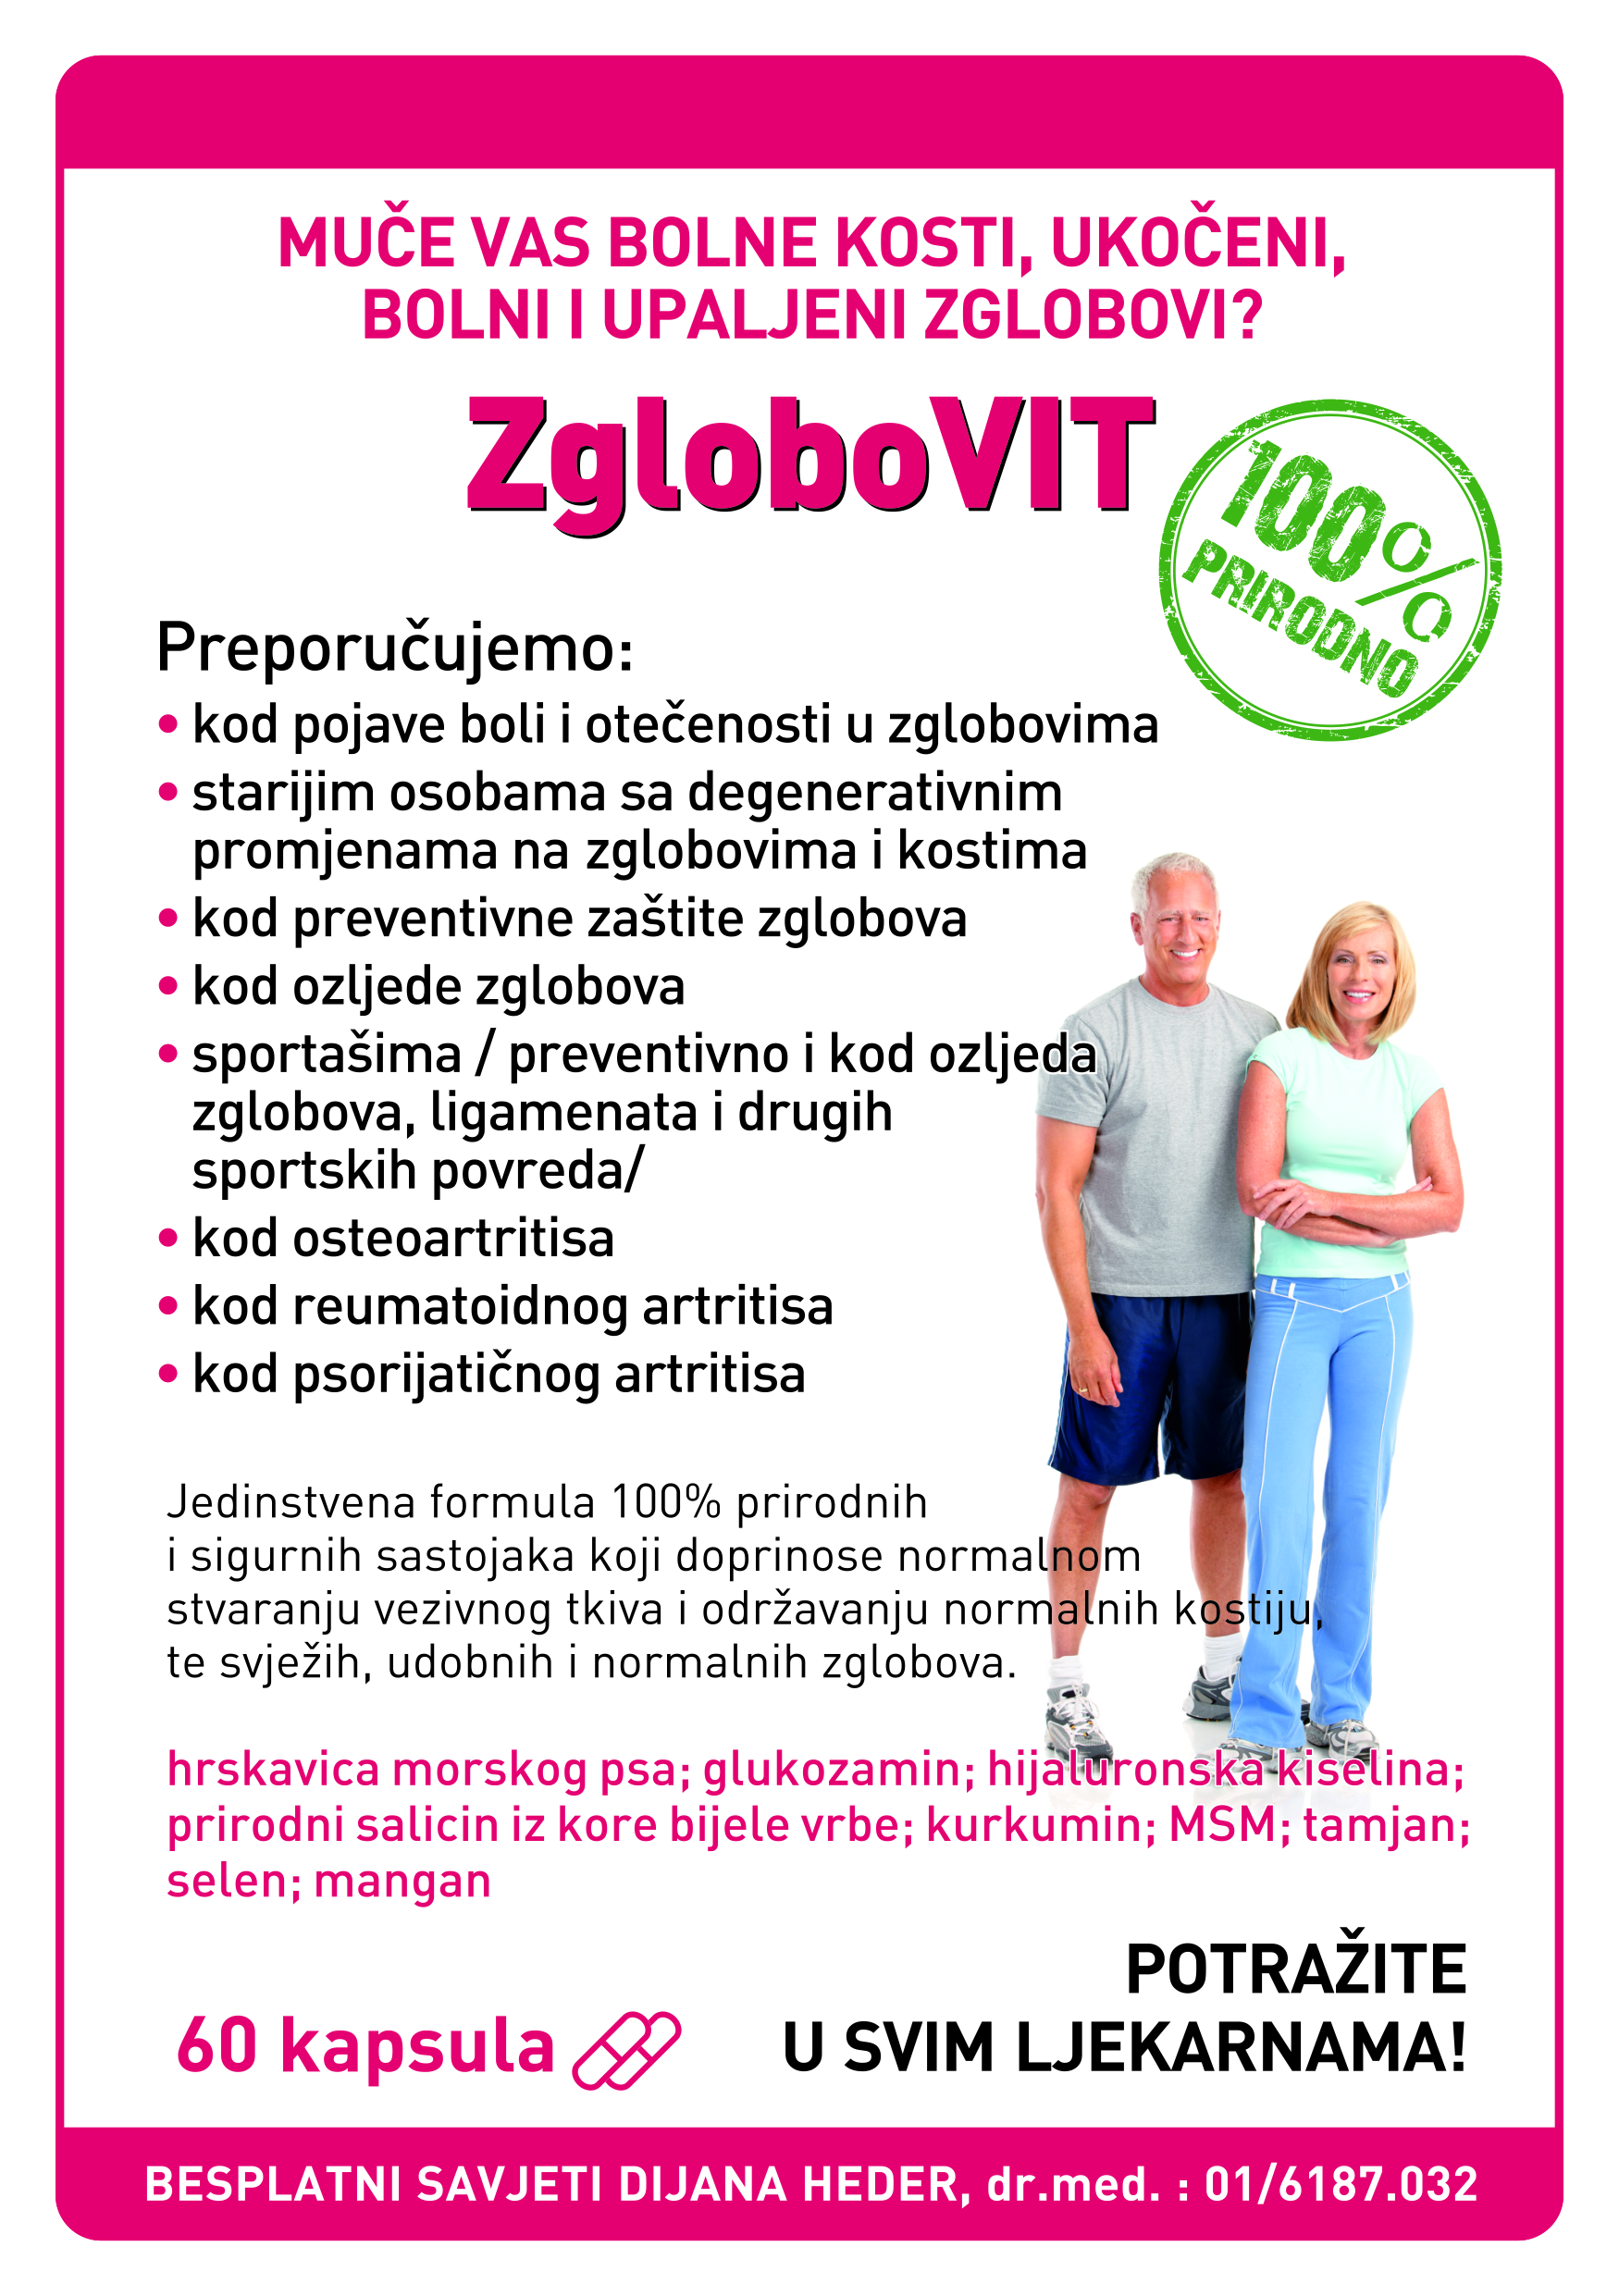 MUČE VAS BOLNE KOSTI, UKOČENI,
BOLNI I UPALJENI ZGLOBOVI?
ZgloboVIT
100%
PRIRODNO
Preporučujemo:
• kod pojave boli i otečenosti u zglobovima
• starijim osobama sa degenerativnim
promjenama na zglobovima i kostima
• kod preventivne zaštite zglobova
• kod ozljede zglobova
• sportašima / preventivno i kod ozljeda
zglobova, ligamenata i drugih
sportskih povreda/
• kod osteoartritisa
• kod reumatoidnog artritisa
• kod psorijatičnog artritisa
Jedinstvena formula 100% prirodnih
i sigurnih sastojaka koji doprinose normalnom
stvaranju vezivnog tkiva i održavanju normalnih kostiju,
te svježih, udobnih i normalnih zglobova.
hrskavica morskog psa; glukozamin; hijaluronska kiselina;
prirodni salicin iz kore bijele vrbe; kurkumin; MSM; tamjan;
selen; mangan
60 kapsula
POTRAŽITE
U SVIM LJEKARNAMA!
BESPLATNI SAVJETI DIJANA HEDER, dr.med. : 01/6187.032